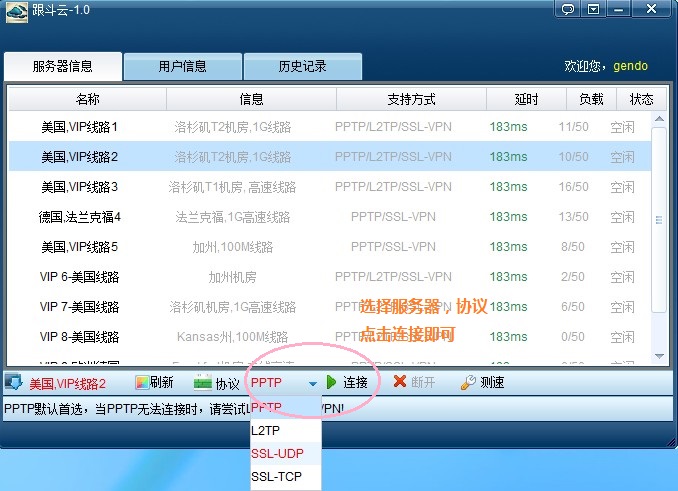 跟斗云-1.0
服务器信息 用户信息 历史记录 欢迎您，gendo
名称 信息 支持方式 延时 负载 状态
美国,VIP线路1 洛杉矶T2机房,1G线路 PPTP/L2TP/SSL-VPN 183ms 11/50 空闲
美国,VIP线路2 洛杉矶T2机房,1G线路 PPTP/L2TP/SSL-VPN 183ms 10/50 空闲
美国,VIP线路3 洛杉矶T1机房,高速线路 PPTP/L2TP/SSL-VPN 183ms 16/50 空闲
德国,法兰克福4 法兰克福,1G高速线路 PPTP/SSL-VPN 183ms 13/50 空闲
美国,VIP线路5 加州,100M线路 PPTP/SSL-VPN 183ms 8/50 空闲
VIP 6-美国线路 加州机房 PPTP/L2TP/SSL-VPN 183ms 2/50 空闲
VIP 7-美国线路 洛杉矶机房,1G高速线路 PPTP/L2TP/SSL-VPN 183ms 6/50 空闲
选择服务器，协议
VIP 8-美国线路 Kansas州,100M线路 PPTP/L2TP/SSL-VPN 183ms 0/50 空闲
点击连接即可
美国,VIP线路2 刷新 协议 PPTP 连接 断开 测速
PPTP默认首选，当PPTP无法连接时，请尝试L VPN!
PPTP
L2TP
SSL-UDP
SSL-TCP